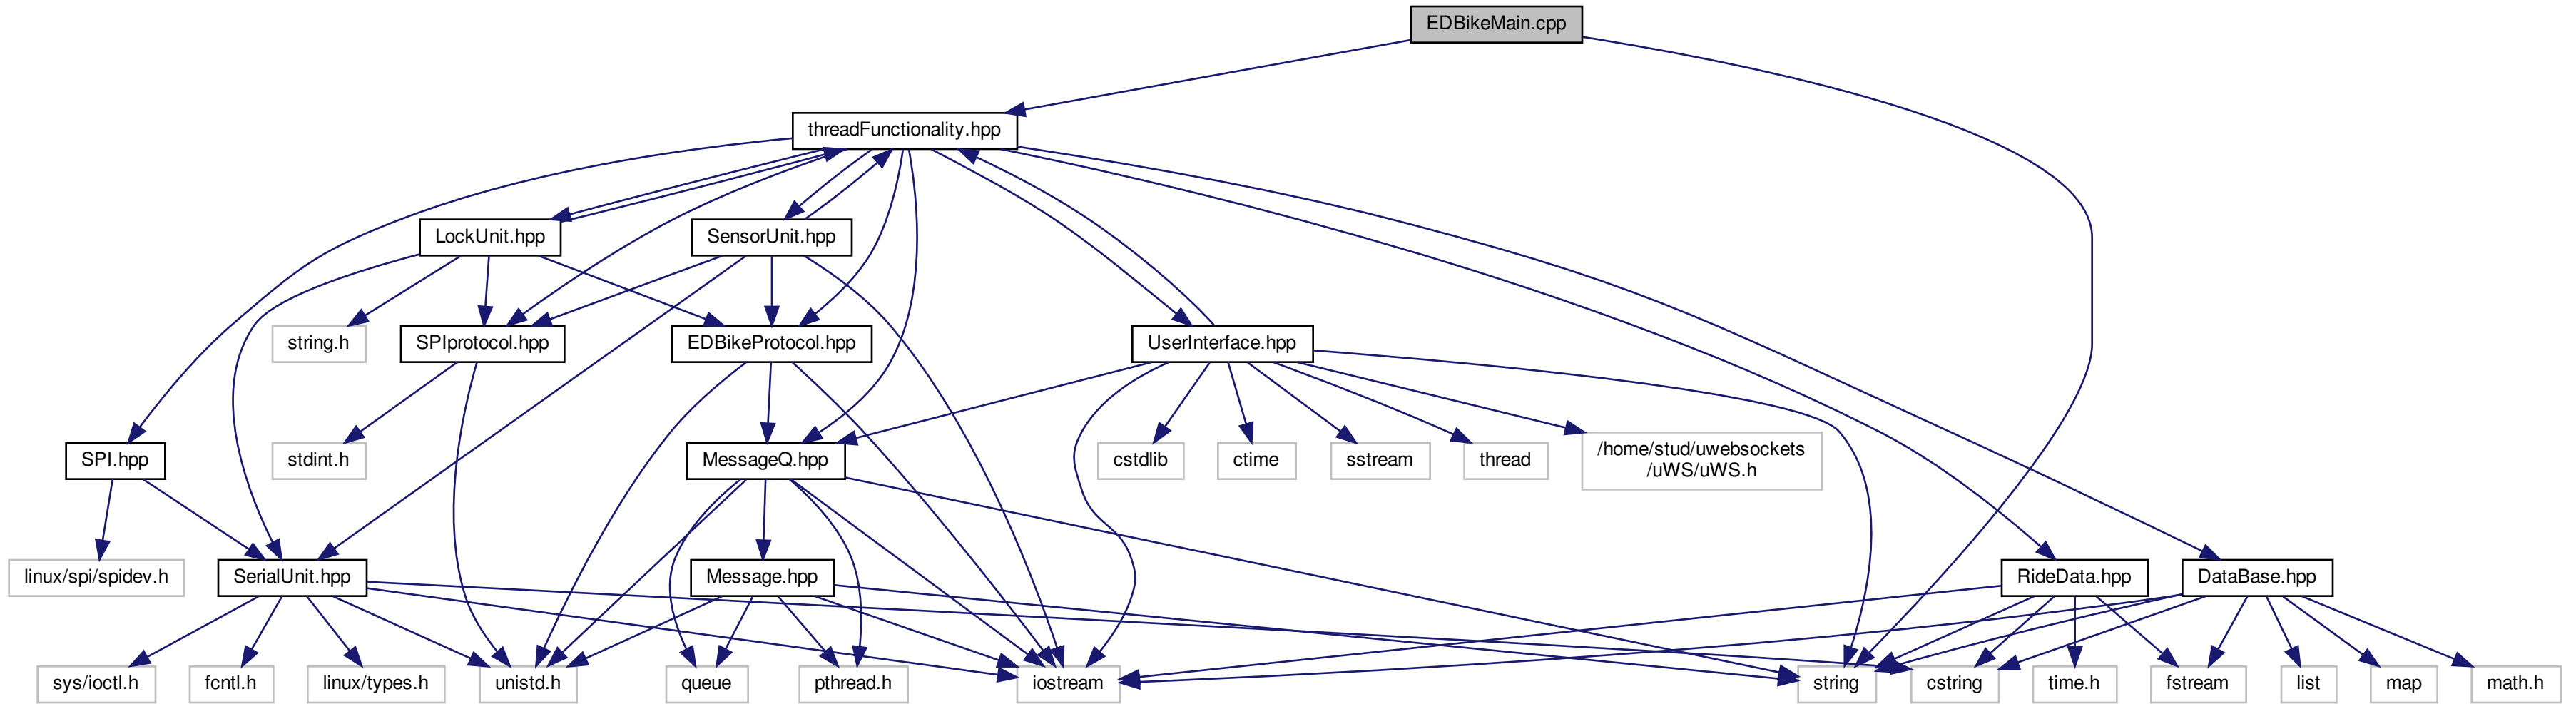 EDBikeMain.cpp
threadFunctionality.hpp
LockUnit.hpp
SensorUnit.hpp
string.h
SPIprotocol.hpp
EDBikeProtocol.hpp
UserInterface.hpp
SPI.hpp
stdint.h
MessageQ.hpp
cstdlib
ctime
sstream
thread
/home/stud/uwebsockets
/uWS/uWS.h
linux/spi/spidev.h
SerialUnit.hpp
Message.hpp
RideData.hpp
DataBase.hpp
sys/ioctl.h
fcntl.h
linux/types.h
unistd.h
queue
pthread.h
iostream
string
cstring
time.h
fstream
list
map
math.h